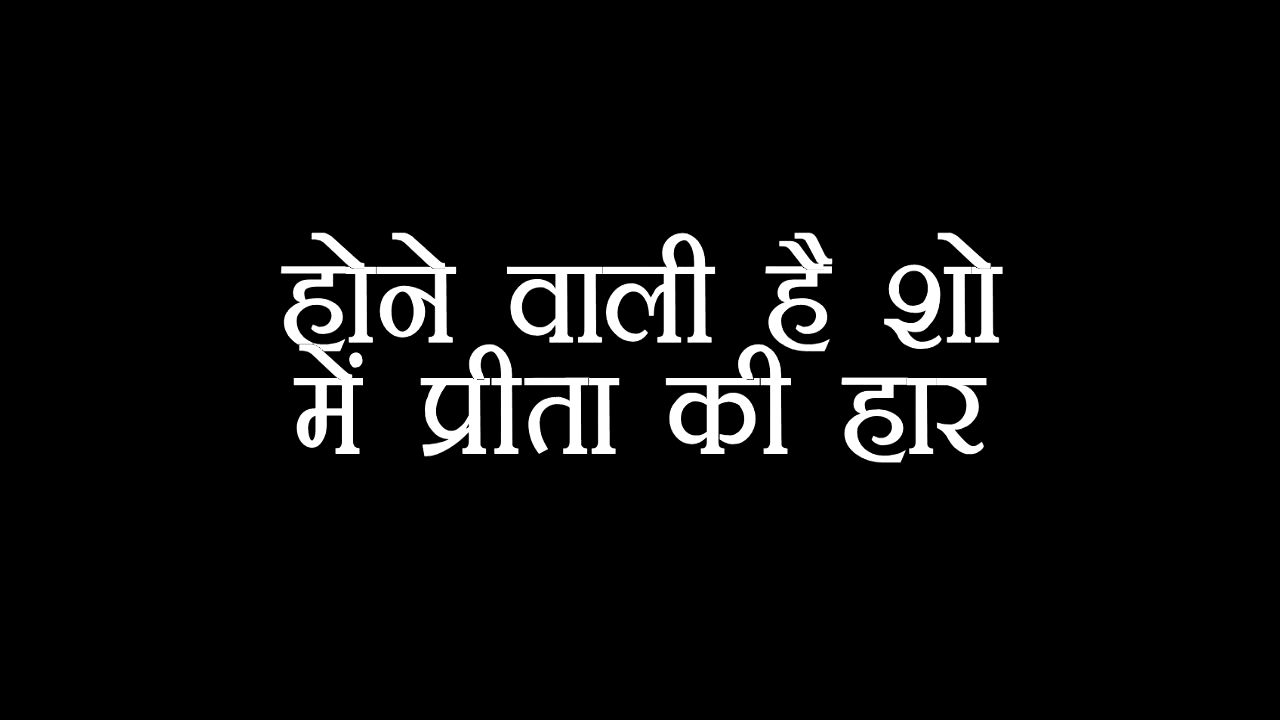 होने वाली है शो
में प्रीता की हार